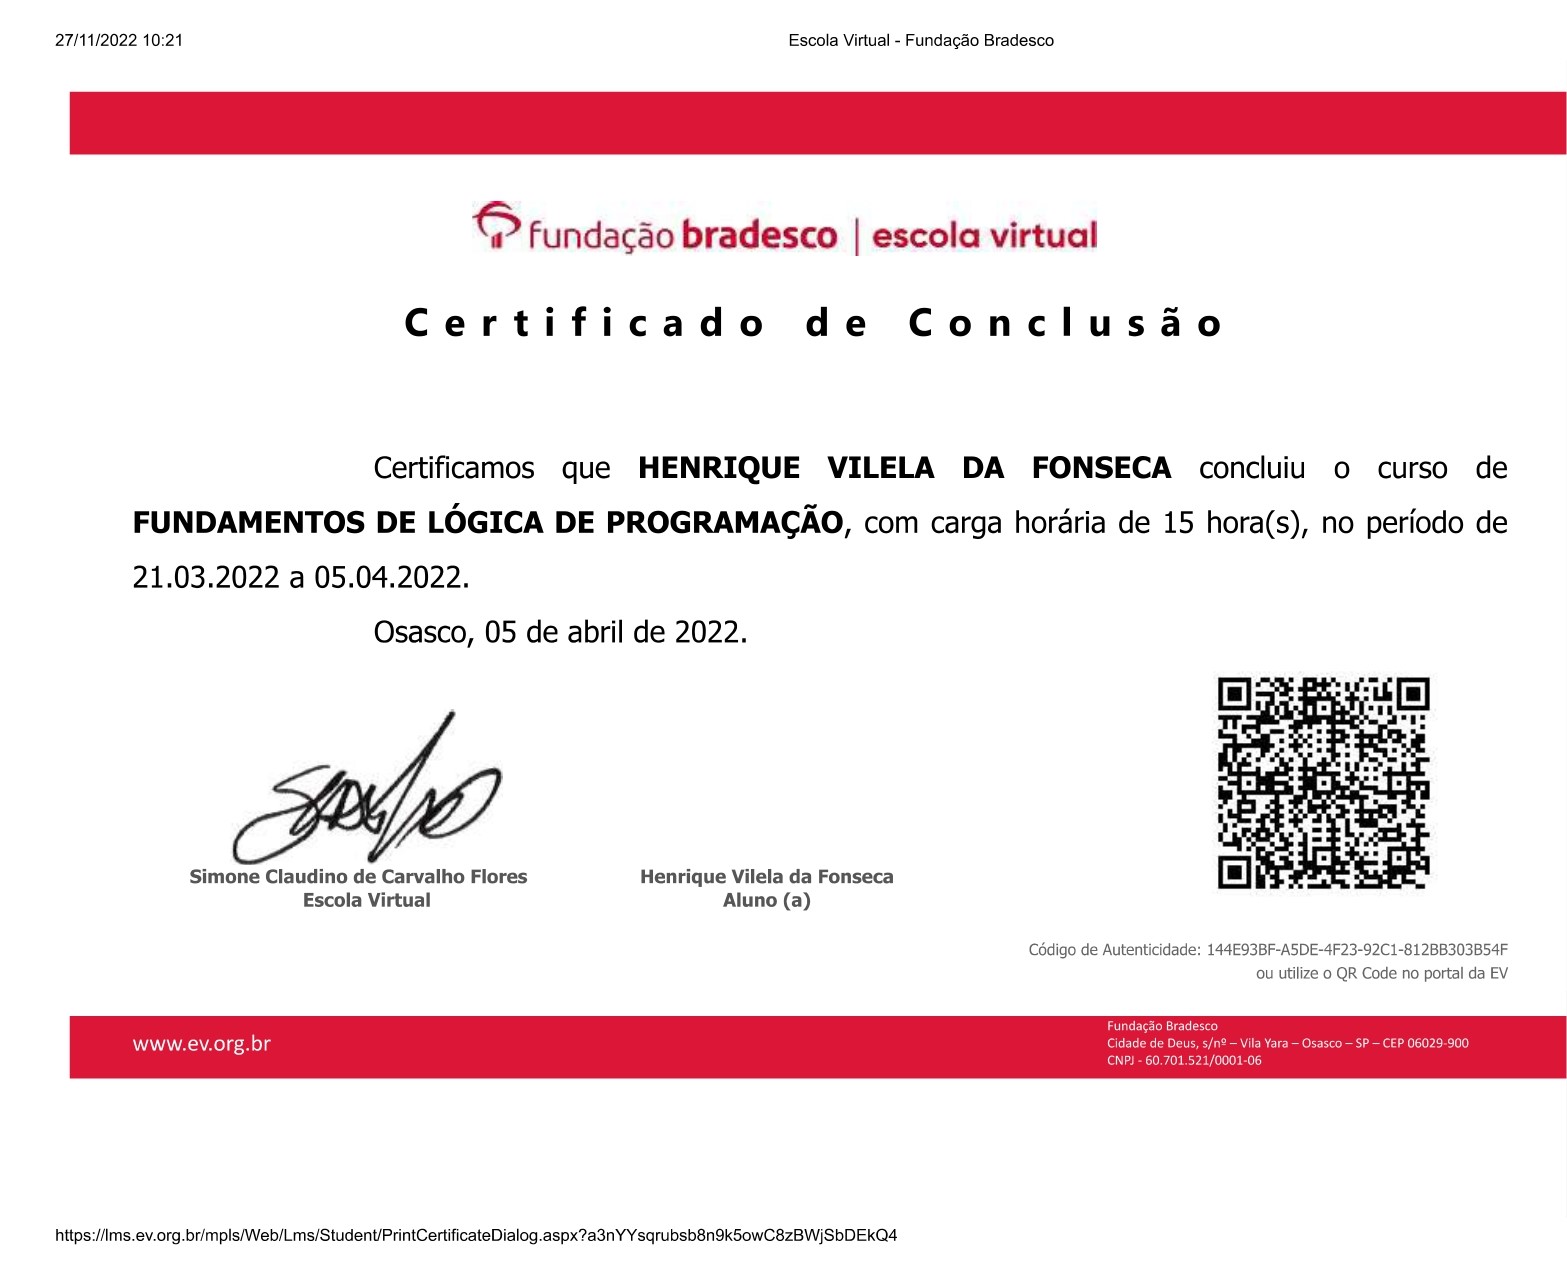 27/11/2022 10:21
Escola Virtual - Fundação Bradesco
fundação bradesco | escola virtual
Certificado de Conclusão
Certificamos que HENRIQUE VILELA DA FONSECA concluiu o curso de
FUNDAMENTOS DE LÓGICA DE PROGRAMAÇÃO, com carga horária de 15 hora(s), no período de
21.03.2022 a 05.04.2022.
Osasco, 05 de abril de 2022.
Simone Claudino de Carvalho Flores
Escola Virtual
Henrique Vilela da Fonseca
Aluno (a)
Código de Autenticidade: 144E93BF-A5DE-4F23-92C1-812BB303B54F
ou utilize o QR Code no portal da EV
www.ev.org.br
Fundação Bradesco
Cidade de Deus, s/nº – Vila Yara – Osasco – SP – CEP 06029-900
CNPJ - 60.701.521/0001-06
https://lms.ev.org.br/mpls/Web/Lms/Student/PrintCertificateDialog.aspx?a3nYYsqrubsb8n9k5owC8zBWjSbDEkQ4